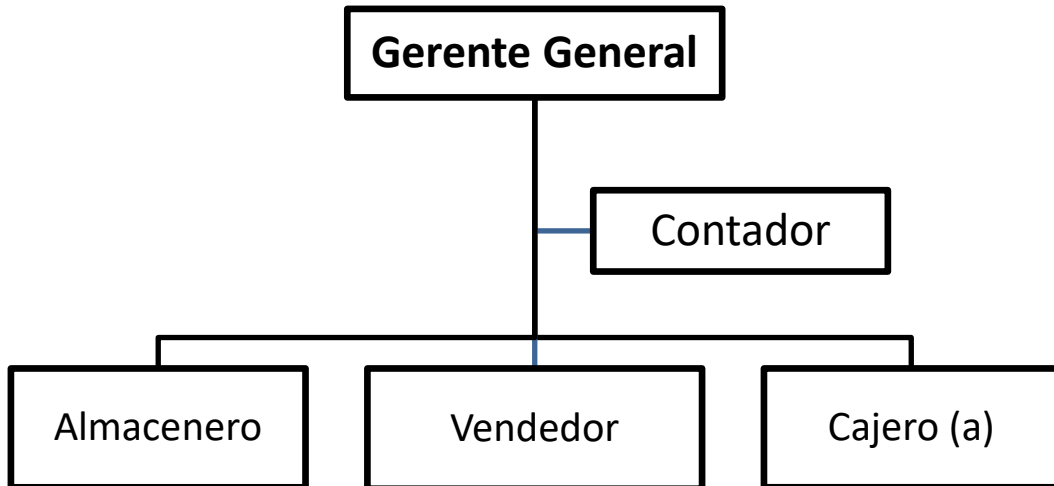 Gerente General
Contador
Almacenero
Vendedor
Cajero (a)